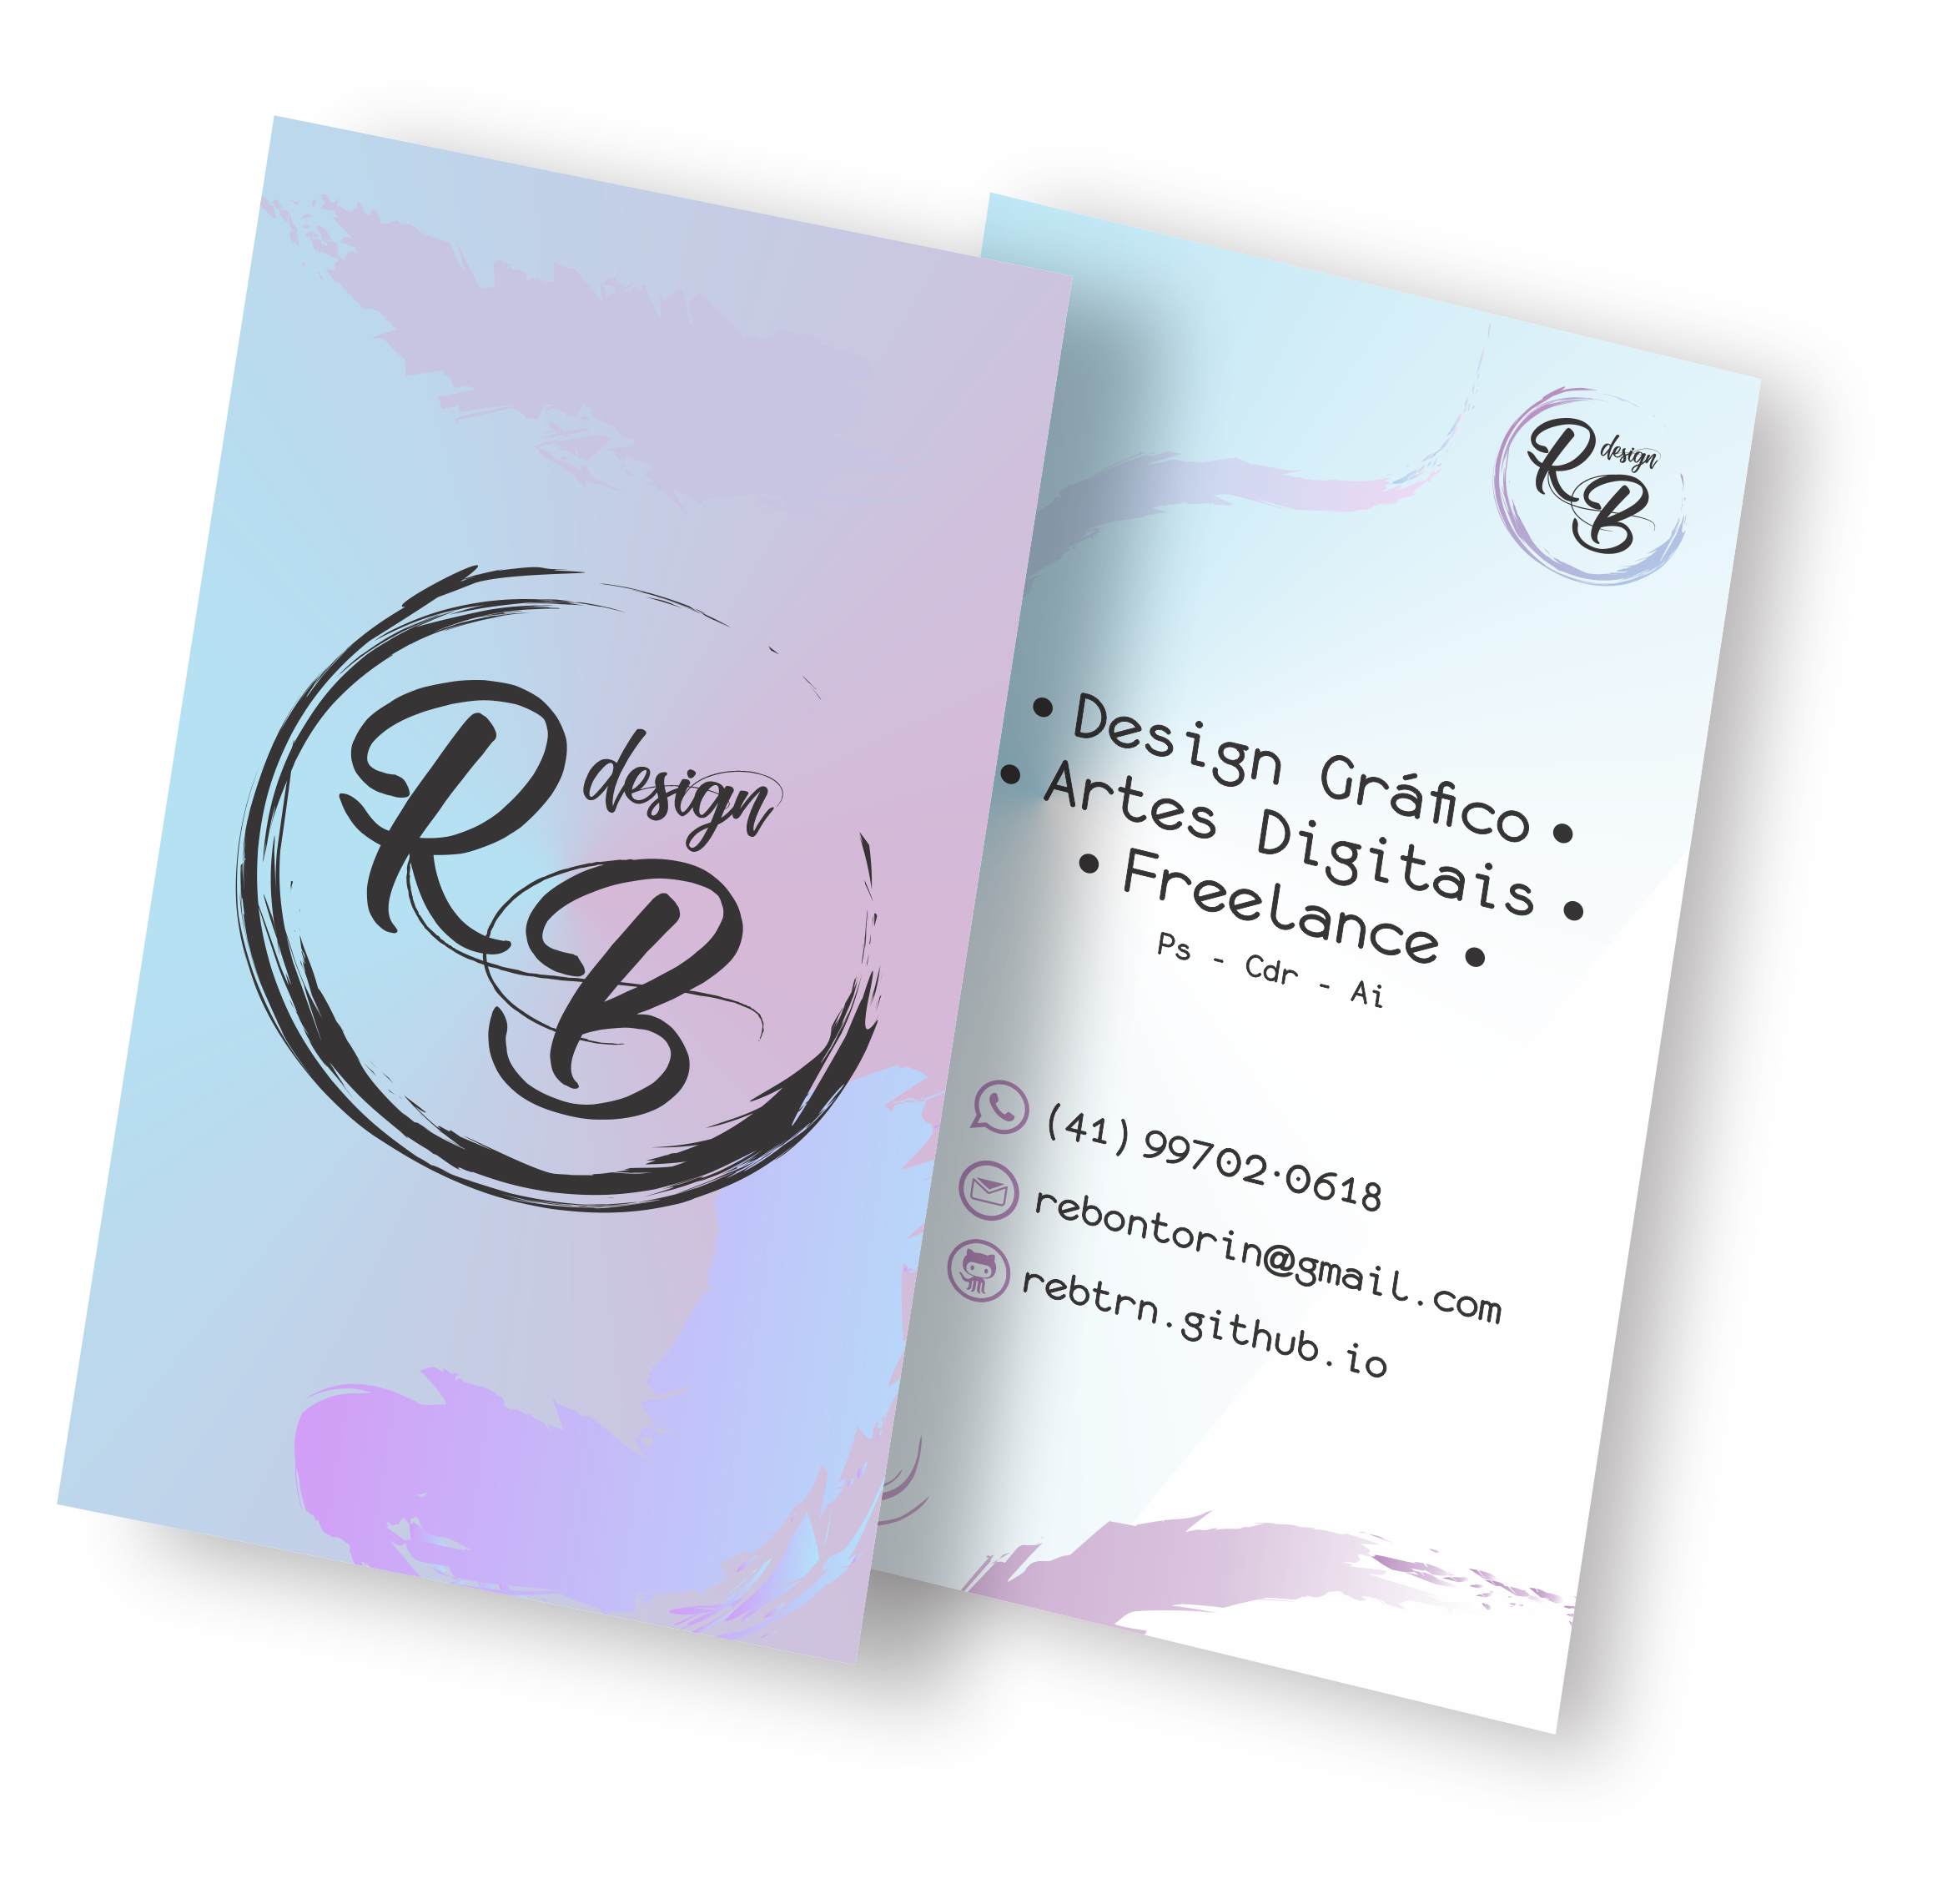 R design
B
R design
B
• Design Gráfico •
• Artes Digitais •
• Freelance •
Ps - Cdr - Ai
(41) 99702·0618
rebontorin@gmail.com
rebtrn.github.io